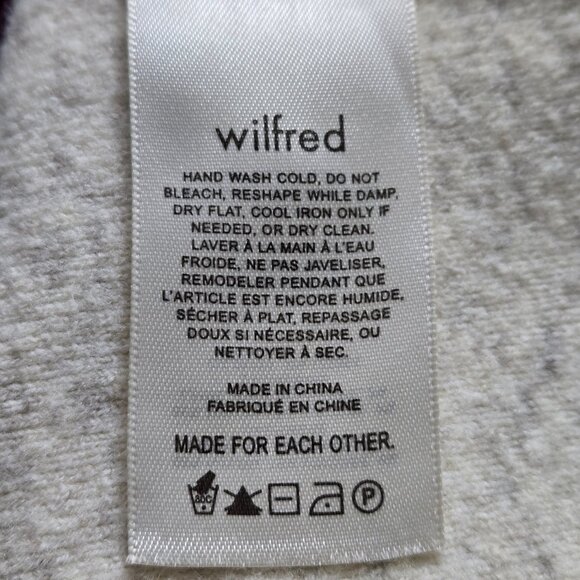 wilfred
HAND WASH COLD, DO NOT
BLEACH, RESHAPE WHILE DAMP.
DRY FLAT, COOL IRON ONLY IF
NEEDED, OR DRY CLEAN.
LAVER À LA MAIN À L'EAU
FROIDE, NE PAS JAVELISER,
REMODELER PENDANT QUE
L'ARTICLE EST ENCORE HUMIDE,
SÉCHER À PLAT, REPASSAGE
DOUX SI NÉCESSAIRE, OU
NETTOYER À SEC.
MADE IN CHINA
FABRIQUÉ EN CHINE
MADE FOR EACH OTHER.
30C P